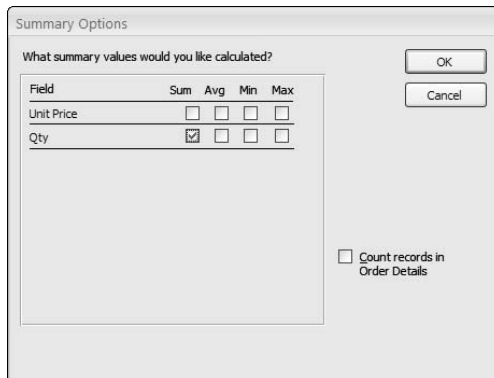 Summary Options
What summary values would you like calculated?
OK
Cancel
Field Sum Avg Min Max
Unit Price
Qty
Count records in
Order Details